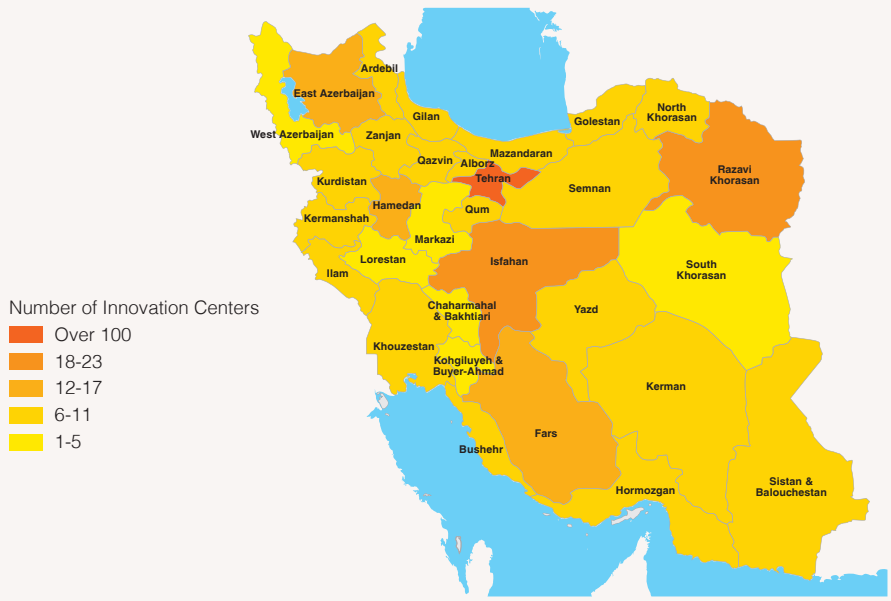 Ardebil
East Azerbaijan
West Azerbaijan
Gilan
Zanjan
Golestan
North
Khorasan
Mazandaran
Qazvin
Alborz
Tehran
Razavi
Khorasan
Kurdistan
Semnan
Hamedan
Qum
Kermanshah
Markazi
Lorestan
Isfahan
South
Khorasan
Ilam
Chaharmahal
& Bakhtiari
Yazd
Khouzestan
Kohgiluyeh &
Buyer-Ahmad
Kerman
Fars
Bushehr
Hormozgan
Sistan &
Balouchestan
Number of Innovation Centers
Over 100
18-23
12-17
6-11
1-5